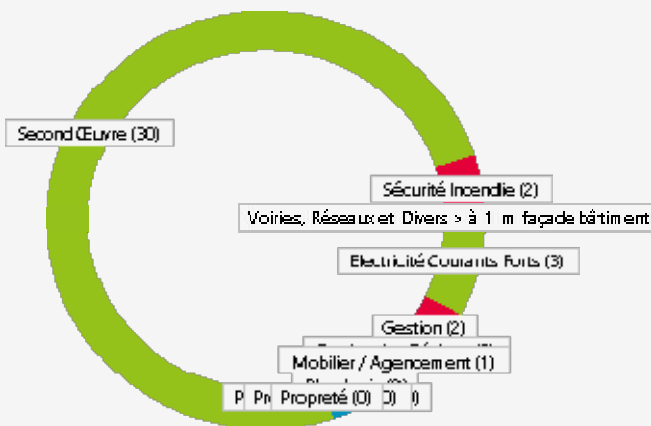 Second Œuvre (30)
Sécurité Incendie (2)
Voiries, Réseaux et Divers > à 1 m façade bâtiment
Electricité Courants Forts (3)
Gestion (2)
Mobilier / Agencement (1)
Propreté (0)